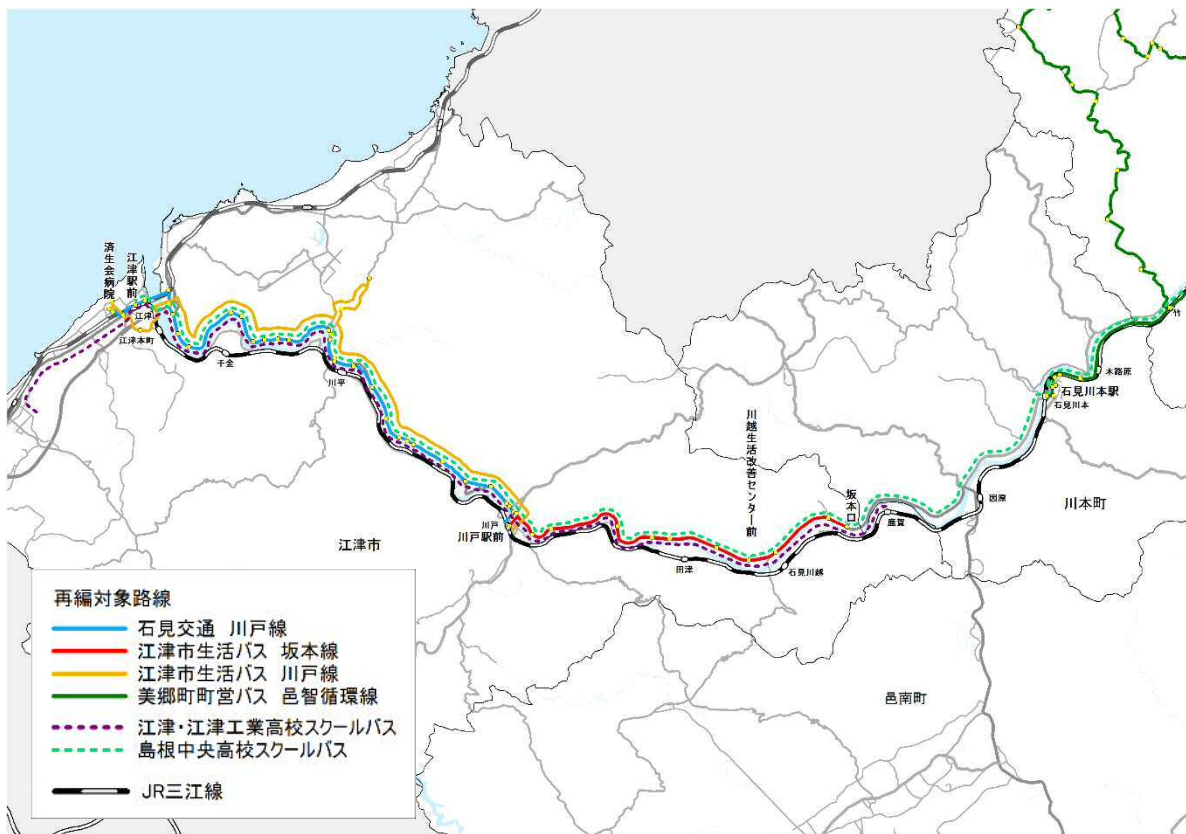 済生会病院
江津駅前
江津
江津本町
千金
川平
竹
木路原
石見川本駅
石見川本
川越生活改善センター前
坂本口
因原
鹿賀
川本町
川戸
川戸駅前
江津市
田津
石見川越
邑南町
再編対象路線
石見交通 川戸線
江津市生活バス 坂本線
江津市生活バス 川戸線
美郷町町営バス 邑智循環線
江津・江津工業高校スクールバス
島根中央高校スクールバス
JR三江線